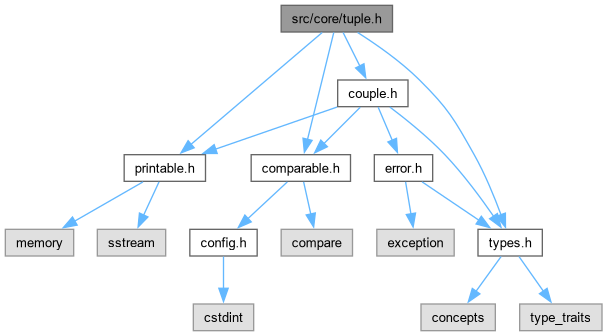 src/core/tuple.h
couple.h
printable.h
comparable.h
error.h
memory
sstream
config.h
compare
exception
types.h
cstdint
concepts
type_traits